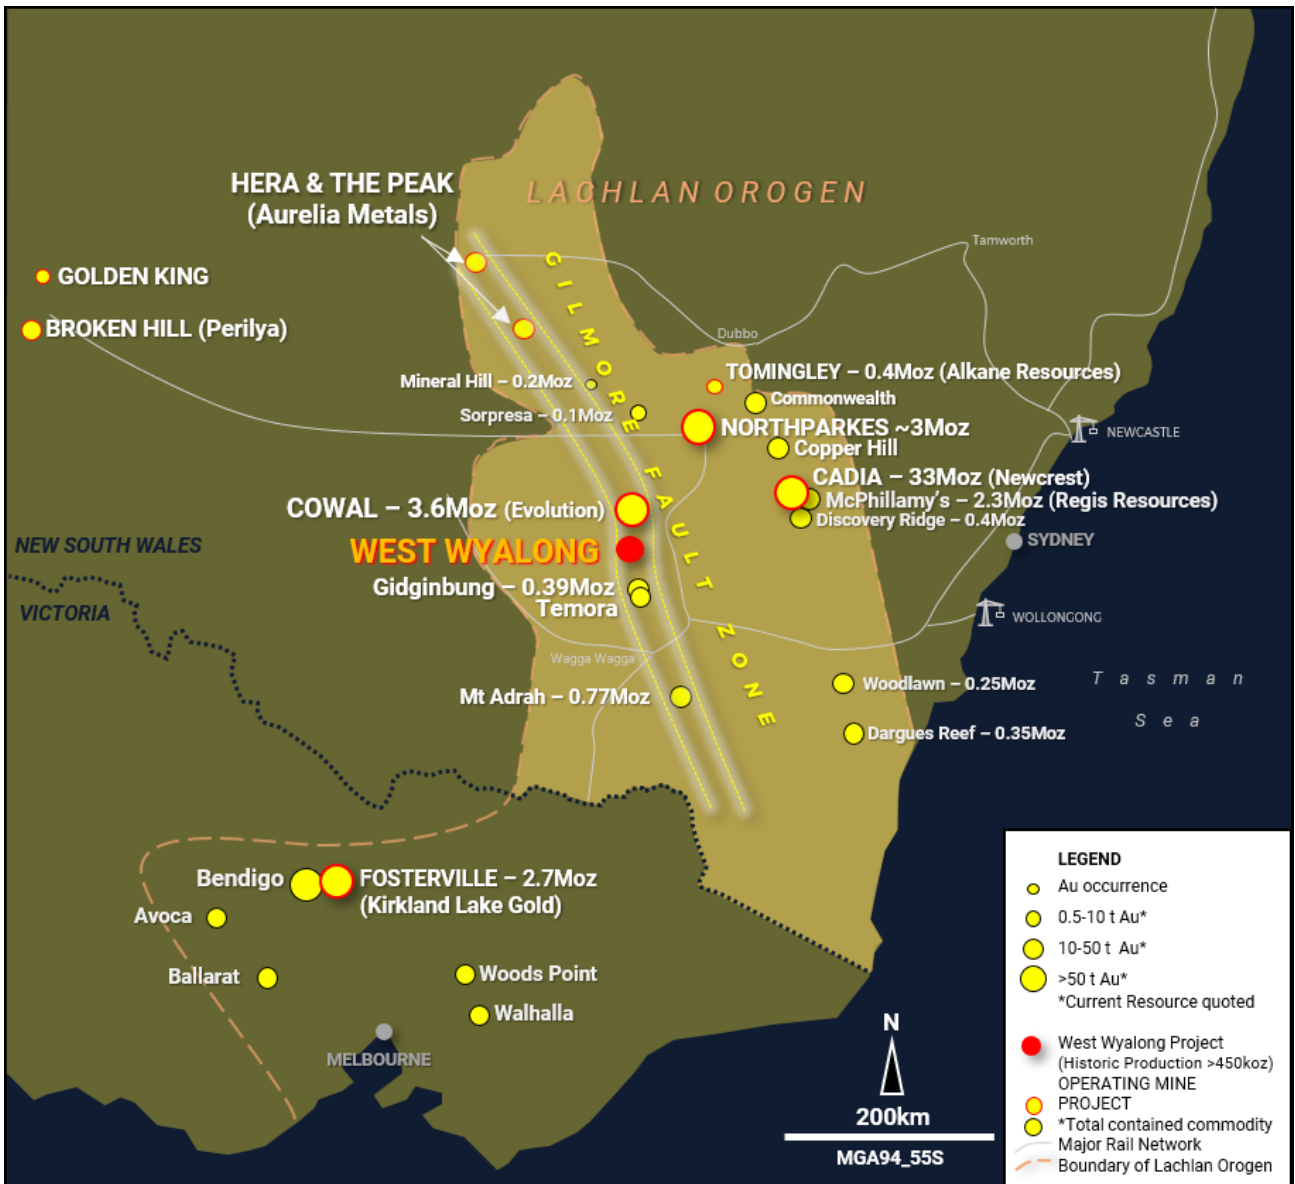 HERA & THE PEAK
(Aurelia Metals)
LACHLAN OROGEN
Tamworth
GOLDEN KING
BROKEN HILL (Perilya)
GILMORE FAULT ZONE
Dubbo
Mineral Hill – 0.2Moz
TOMINGLEY – 0.4Moz (Alkane Resources)
Commonwealth
Sorpresa – 0.1Moz
NORTHPARKES ~3Moz
NEWCASTLE
Copper Hill
CADIA – 33Moz (Newcrest)
McPhillamy's – 2.3Moz (Regis Resources)
COWAL – 3.6Moz (Evolution)
Discovery Ridge – 0.4Moz
NEW SOUTH WALES
SYDNEY
WEST WYALONG
VICTORIA
Gidginbung – 0.39Moz
Temora
WOLLONGONG
Wagga Wagga
Mt Adrah – 0.77Moz
Woodlawn – 0.25Moz
Tasman
Sea
Dargues Reef – 0.35Moz
Bendigo
FOSTERVILLE – 2.7Moz
(Kirkland Lake Gold)
Avoca
Ballarat
Woods Point
Walhalla
MELBOURNE
N
200km
MGA94_55S
LEGEND
Au occurrence
0.5-10 t Au*
10-50 t Au*
>50 t Au*
*Current Resource quoted
West Wyalong Project
(Historic Production >450koz)
OPERATING MINE
PROJECT
*Total contained commodity
Major Rail Network
Boundary of Lachlan Orogen